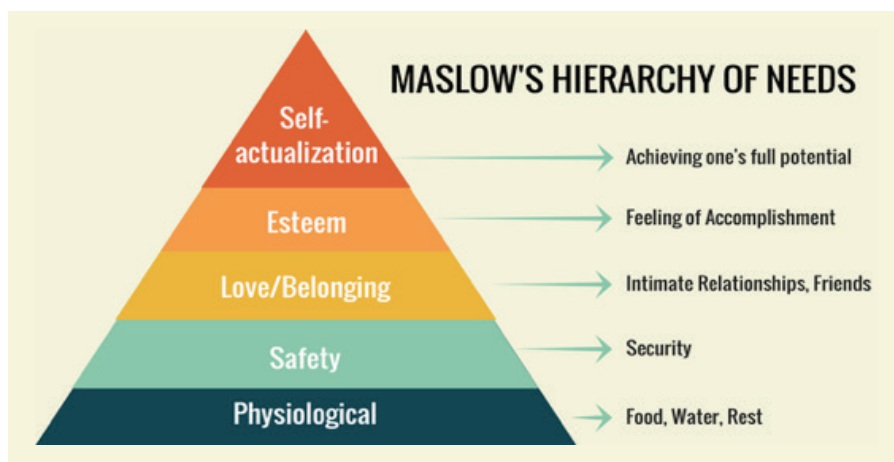 MASLOW'S HIERARCHY OF NEEDS
Self-
actualization
Achieving one's full potential
Esteem
Feeling of Accomplishment
Love/Belonging
Intimate Relationships, Friends
Safety
Security
Physiological
Food, Water, Rest